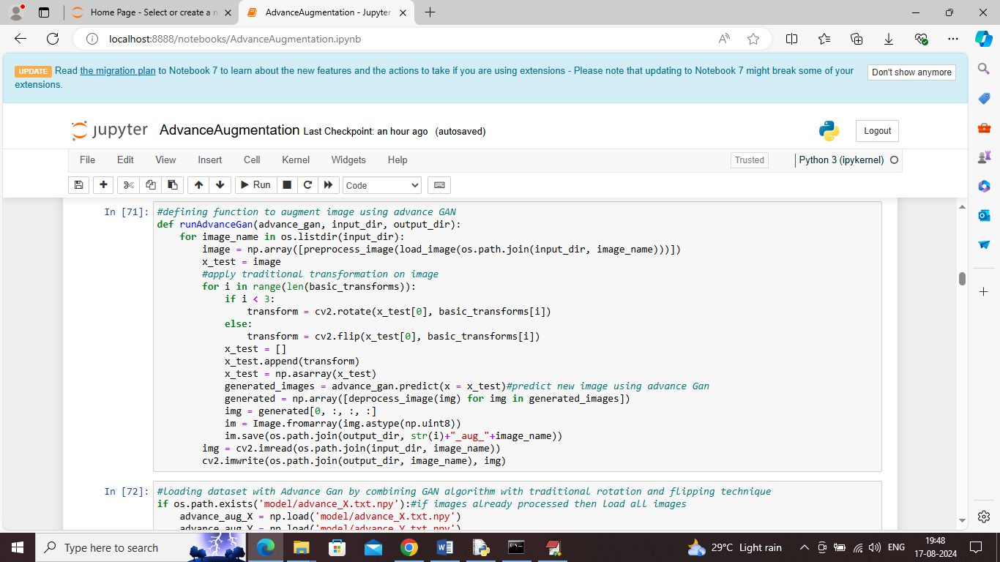 Home Page - Select or create a n
AdvanceAugmentation - Jupyter
localhost:8888/notebooks/AdvanceAugmentation.ipynb
UPDATE Read the migration plan to Notebook 7 to learn about the new features and the actions to take if you are using extensions - Please note that updating to Notebook 7 might break some of your
extensions.
Don't show anymore
jupyter AdvanceAugmentation Last Checkpoint: an hour ago (autosaved)
Logout
File Edit View Insert Cell Kernel Widgets Help
Trusted
Python 3 (ipykernel)
Run
Code
In [71]:
#defining function to augment image using advance GAN
def runAdvanceGan(advance_gan, input_dir, output_dir):
    for image_name in os.listdir(input_dir):
        image = np.array([preprocess_image(load_image(os.path.join(input_dir, image_name)))])
        x_test = image
        #apply traditional transformation on image
        for i in range(len(basic_transforms)):
            if i < 3:
                transform = cv2.rotate(x_test[0], basic_transforms[i])
            else:
                transform = cv2.flip(x_test[0], basic_transforms[i])
            x_test = []
            x_test.append(transform)
            x_test = np.asarray(x_test)
            generated_images = advance_gan.predict(x = x_test)#predict new image using advance Gan
            generated = np.array([deprocess_image(img) for img in generated_images])
            img = generated[0, :, :, :]
            im = Image.fromarray(img.astype(np.uint8))
            im.save(os.path.join(output_dir, str(i)+"_aug_"+image_name))
        img = cv2.imread(os.path.join(input_dir, image_name))
        cv2.imwrite(os.path.join(output_dir, image_name), img)
In [72]:
#loading dataset with Advance Gan by combining GAN algorithm with traditional rotation and flipping technique
if os.path.exists('model/advance_X.txt.npy'):#if images already processed then load all images
    advance_aug_X = np.load('model/advance_X.txt.npy')
    advance_aug_Y = np.load('model/advance_Y.txt.npy')
Type here to search
29°C Light rain
ENG
19:48
17-08-2024